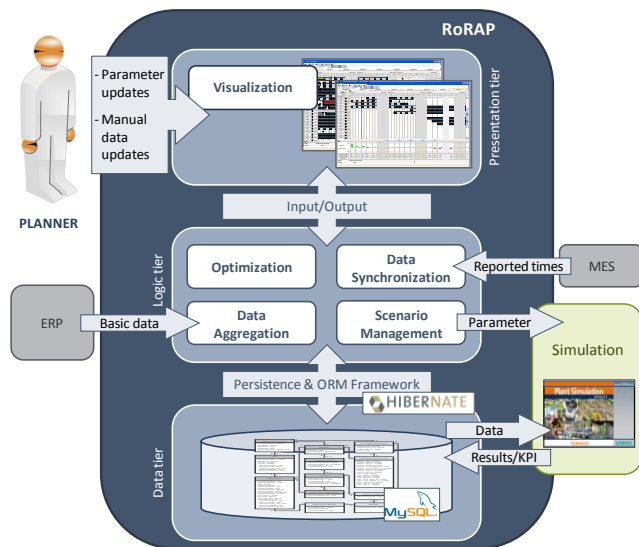 RoRAP
- Parameter
updates
- Manual
data
updates
Visualization
Presentation tier
PLANNER
Input/Output
Logic tier
Optimization
Data
Synchronization
Reported times
MES
ERP
Basic data
Data
Aggregation
Scenario
Management
Parameter
Simulation
Plant Simulation
Persistence & ORM Framework
HIBERNATE
Data tier
Data
Results/KPI
MySQL